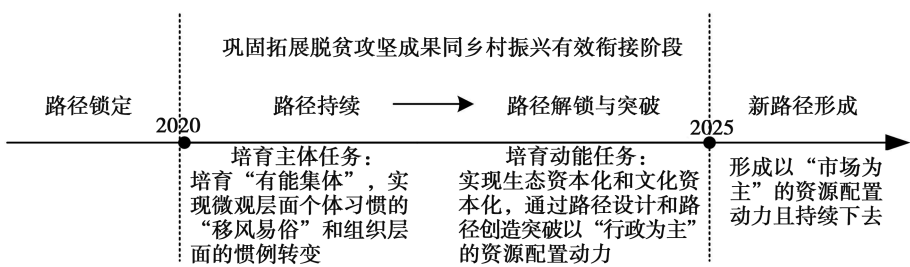 巩固拓展脱贫攻坚成果同乡村振兴有效衔接阶段
路径锁定
路径持续
路径解锁与突破
新路径形成
2020
2025
培育主体任务：
培育“有能集体”，实
现微观层面个体习惯的
“移风易俗”和组织层
面的惯例转变
培育动能任务：
实现生态资本化和文化资
本化，通过路径设计和路
径创造突破以“行政为主”
的资源配置动力
形成以“市场为
主”的资源配置
动力且持续下去